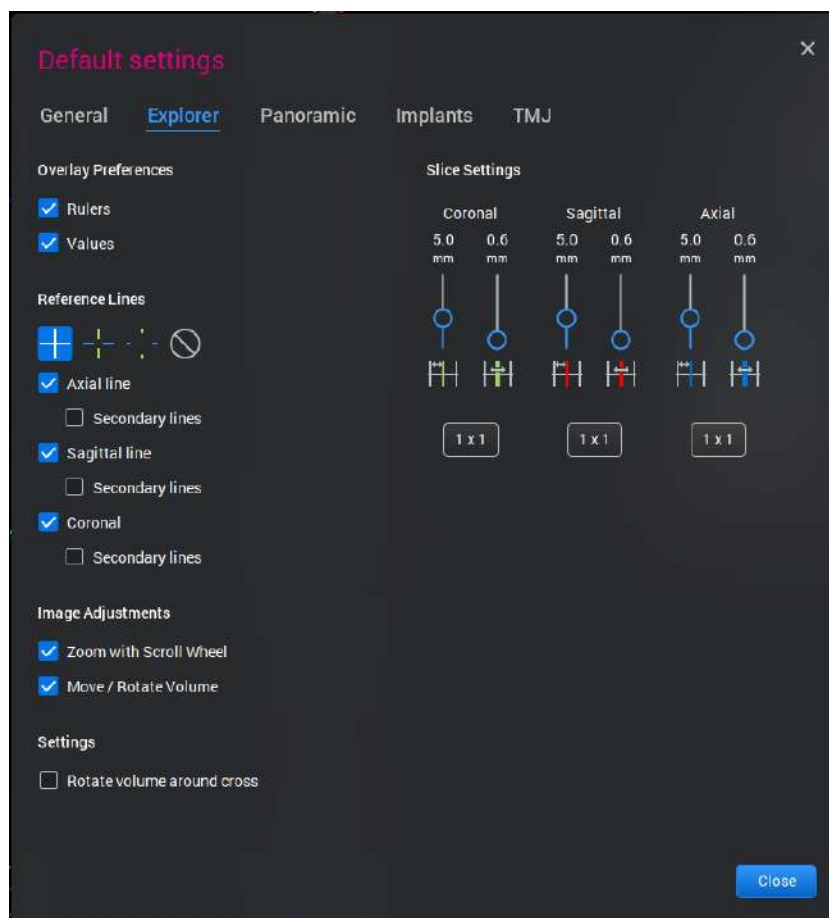 Default settings
General Explorer Panoramic Implants TMJ
Overlay Preferences
Rulers
Values
Reference Lines
Axial line
Secondary lines
Sagittal line
Secondary lines
Coronal
Secondary lines
Image Adjustments
Zoom with Scroll Wheel
Move / Rotate Volume
Settings
Rotate volume around cross
Slice Settings
Coronal Sagittal Axial
5.0 0.6 5.0 0.6 5.0 0.6
mm mm mm mm mm mm
1 x 1 1 x 1 1 x 1
Close